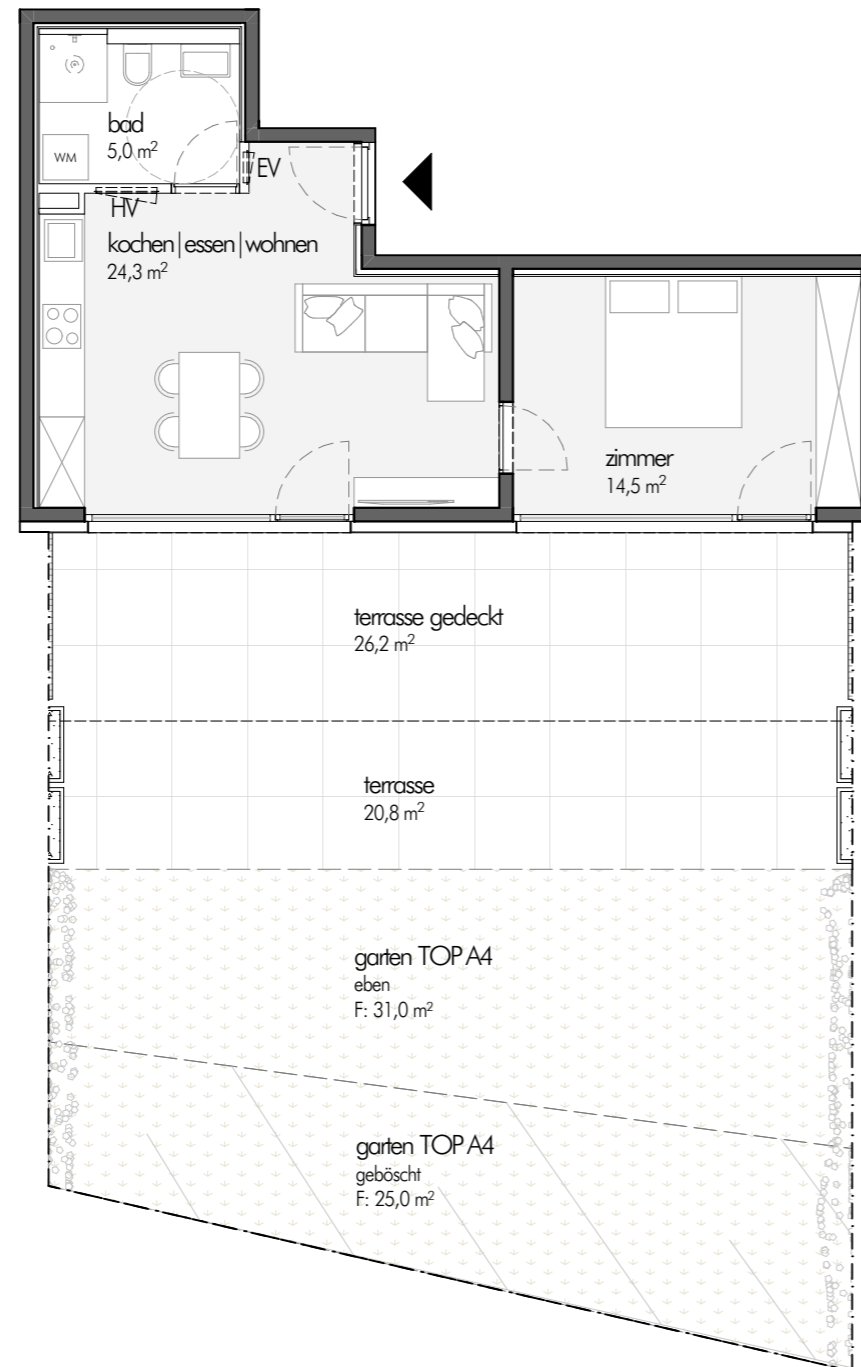 bad
5,0 m²
WM
EV
HV
kochen|essen|wohnen
24,3 m²
zimmer
14,5 m²
terrasse gedeckt
26,2 m²
terrasse
20,8 m²
garten TOP A4
eben
F: 31,0 m²
garten TOP A4
geböscht
F: 25,0 m²